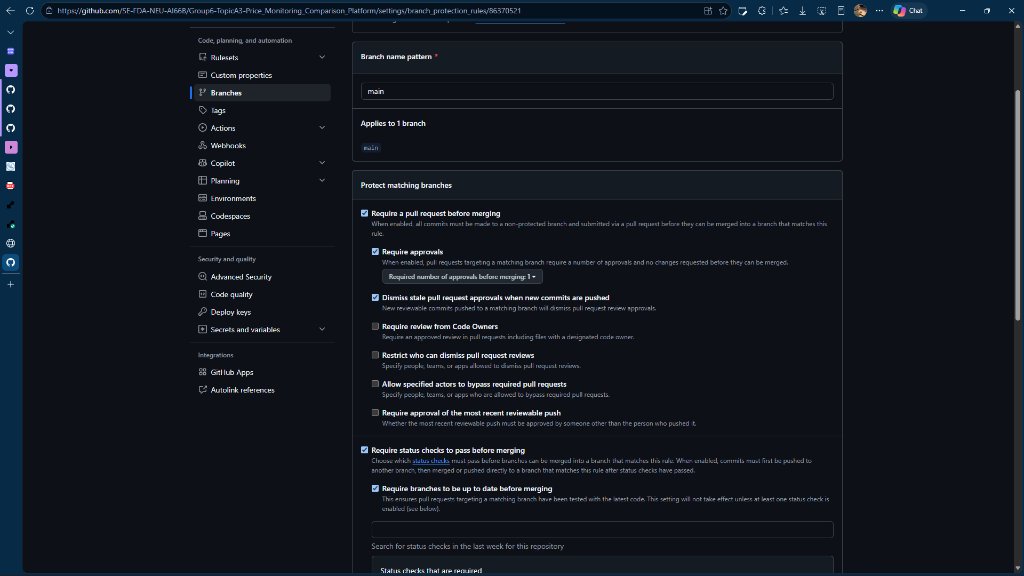 https://github.com/SE-FDA-NEU-AI66B/Group6-TopicA3-Price_Monitoring_Comparison_Platform/settings/branch_protection_rules/86370521
Chat
Code, planning, and automation
Rulesets
Custom properties
Branches
Tags
Actions
Webhooks
Copilot
Planning
Environments
Codespaces
Pages
Security and quality
Advanced Security
Code quality
Deploy keys
Secrets and variables
Integrations
GitHub Apps
Autolink references
Branch name pattern *
main
Applies to 1 branch
main
Protect matching branches
Require a pull request before merging
When enabled, all commits must be made to a non-protected branch and submitted via a pull request before they can be merged into a branch that matches this
rule.
Require approvals
When enabled, pull requests targeting a matching branch require a number of approvals and no changes requested before they can be merged.
Required number of approvals before merging: 1
Dismiss stale pull request approvals when new commits are pushed
New reviewable commits pushed to a matching branch will dismiss pull request review approvals.
Require review from Code Owners
Require an approved review in pull requests including files with a designated code owner.
Restrict who can dismiss pull request reviews
Specify people, teams, or apps allowed to dismiss pull request reviews.
Allow specified actors to bypass required pull requests
Specify people, teams, or apps who are allowed to bypass required pull requests.
Require approval of the most recent reviewable push
Whether the most recent reviewable push must be approved by someone other than the person who pushed it.
Require status checks to pass before merging
Choose which status checks must pass before branches can be merged into a branch that matches this rule. When enabled, commits must first be pushed to
another branch, then merged or pushed directly to a branch that matches this rule after status checks have passed.
Require branches to be up to date before merging
This ensures pull requests targeting a matching branch have been tested with the latest code. This setting will not take effect unless at least one status check is
enabled (see below).
Search for status checks in the last week for this repository
Status checks that are required